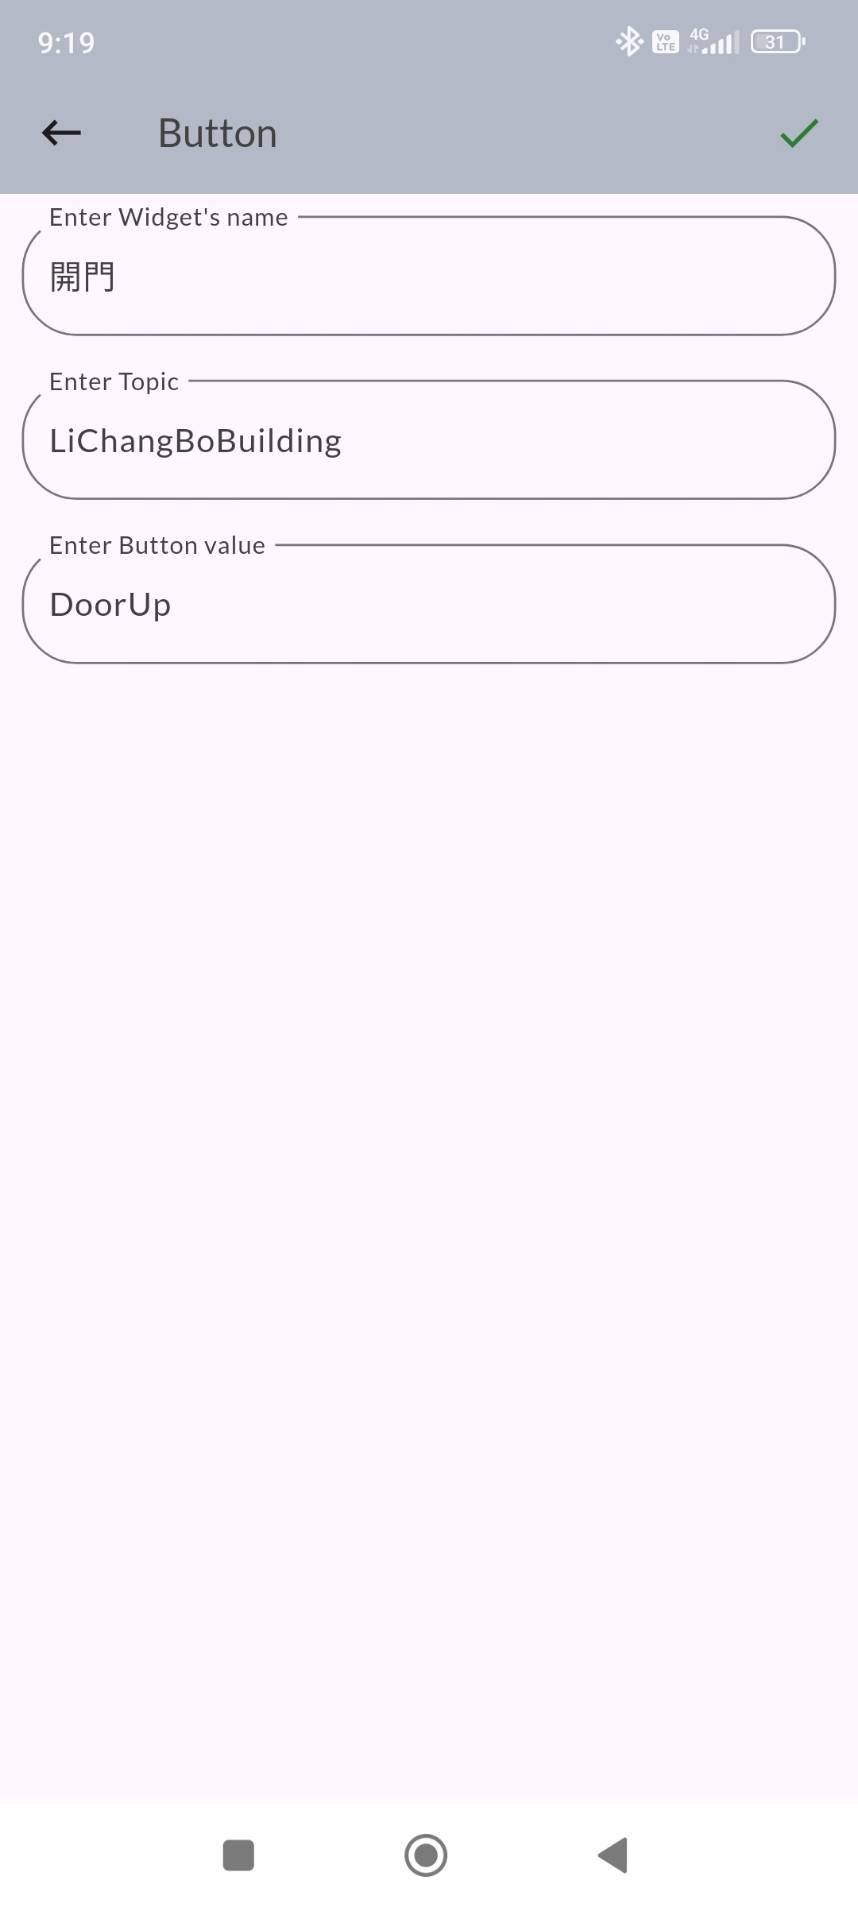 9:19
Vo LTE
4G
31
Button
Enter Widget's name
開門
Enter Topic
LiChangBoBuilding
Enter Button value
DoorUp